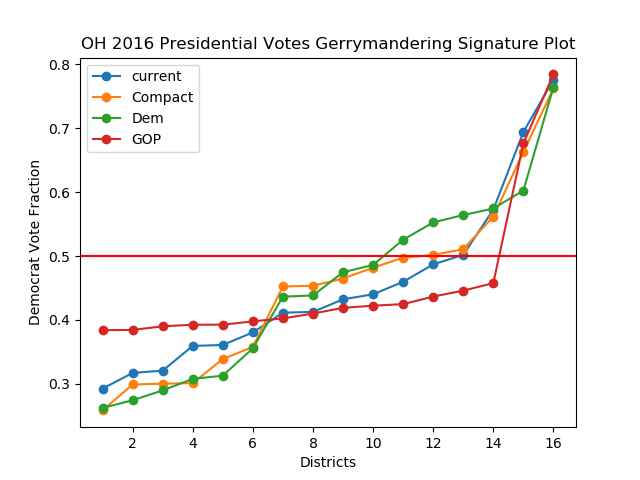 OH 2016 Presidential Votes Gerrymandering Signature Plot
current
Compact
Dem
GOP
0.8
0.7
0.6
0.5
0.4
0.3
Democrat Vote Fraction
2 4 6 8 10 12 14 16
Districts